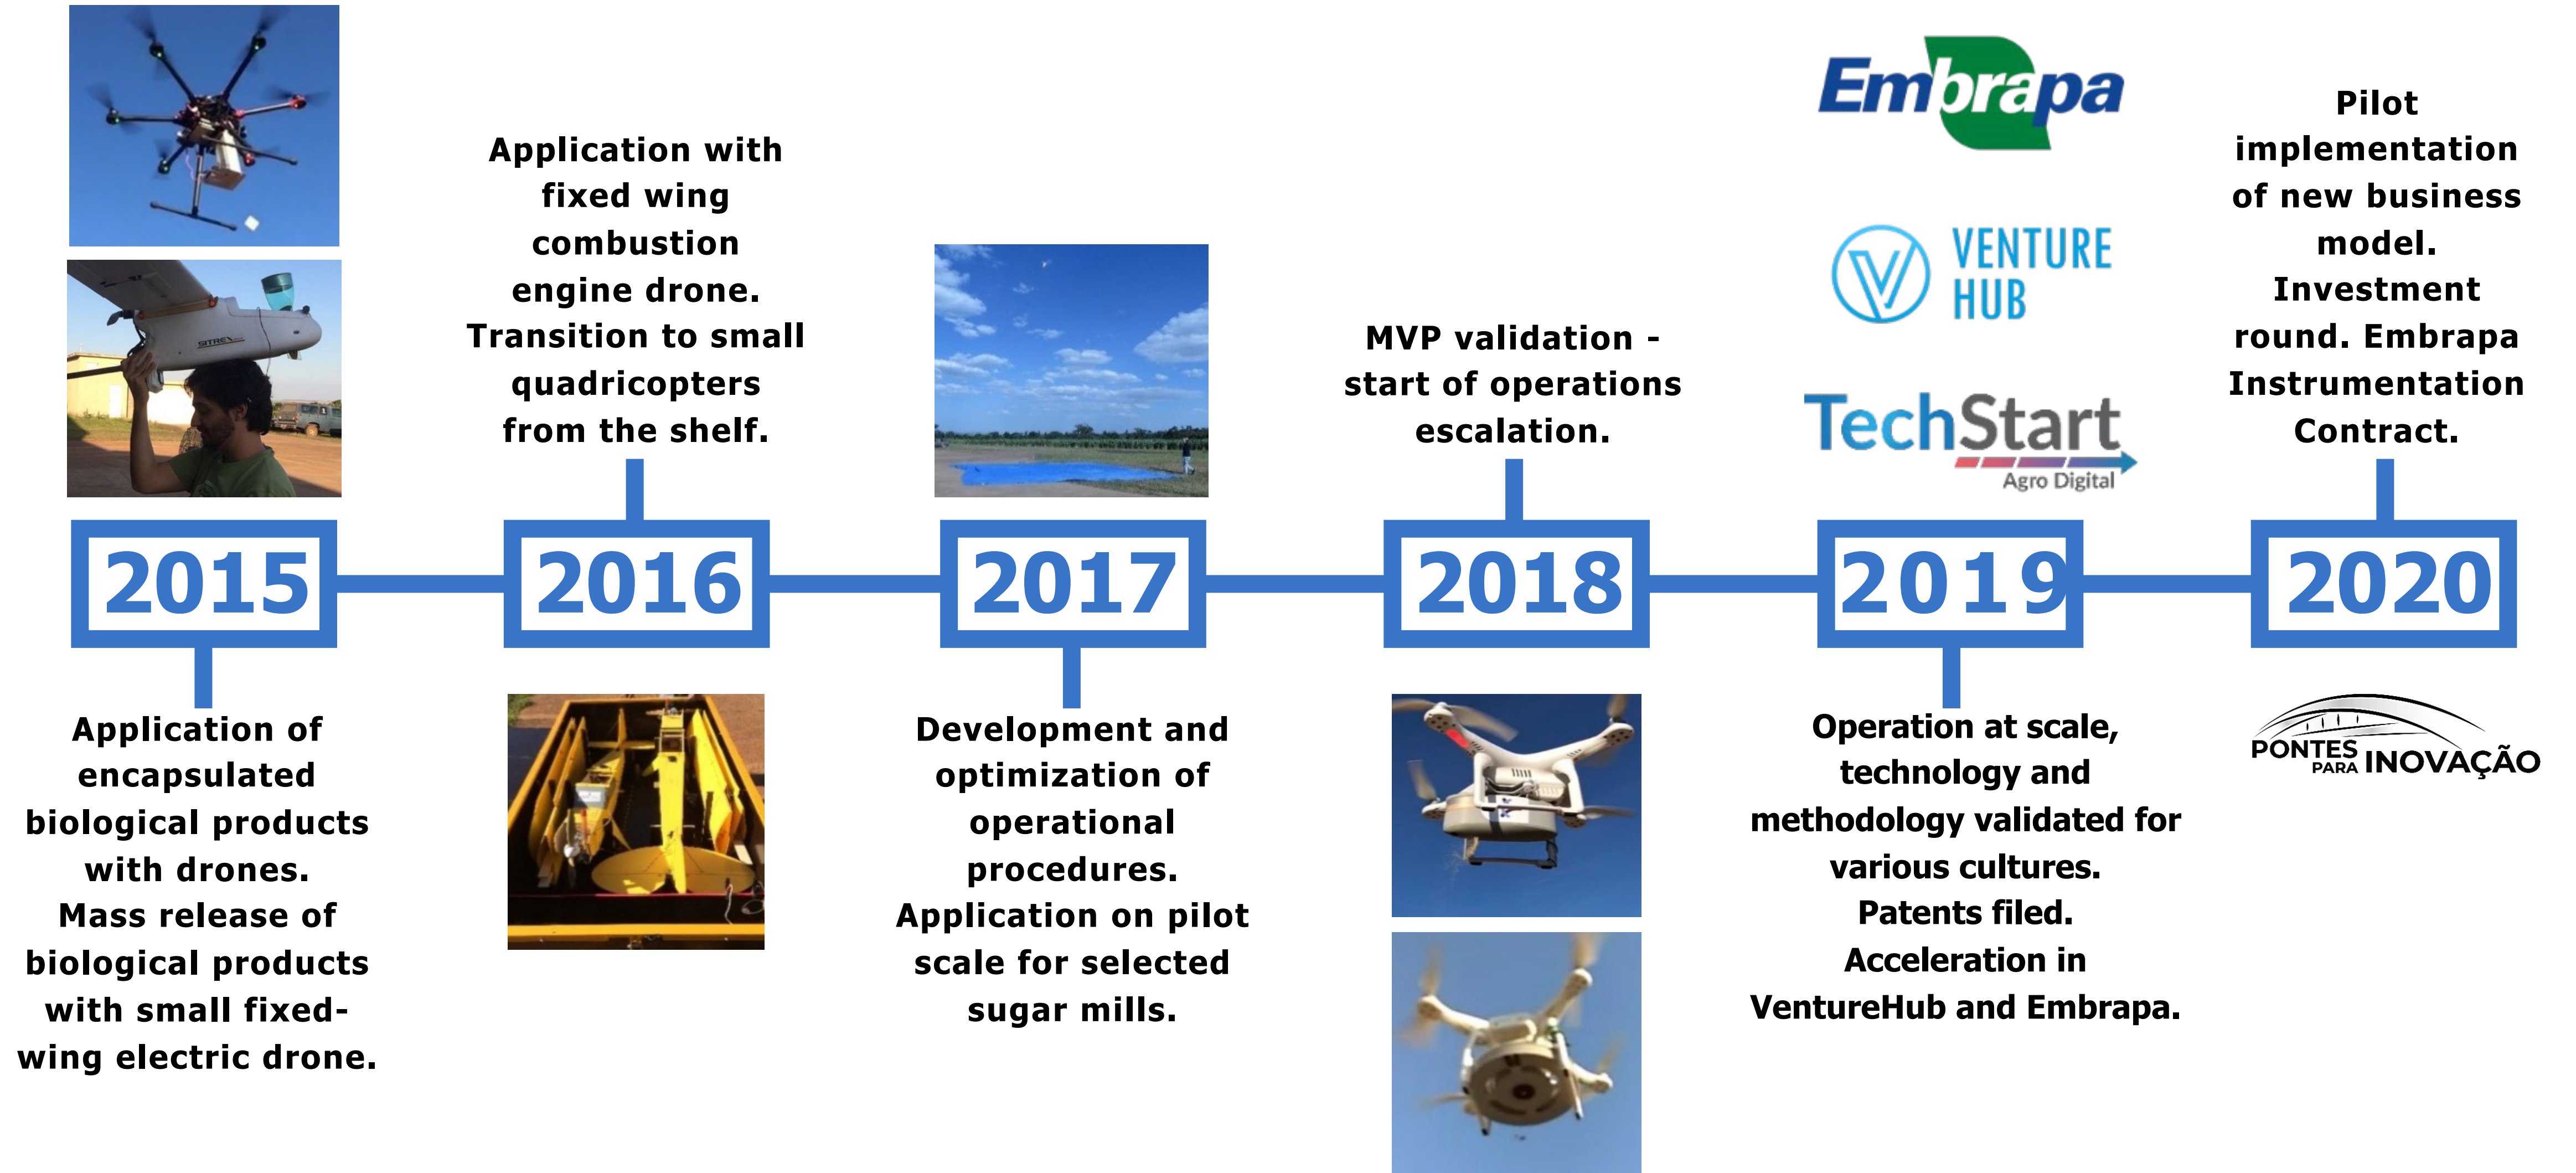 SITREX
2015
Application of
encapsulated
biological products
with drones.
Mass release of
biological products
with small fixed-
wing electric drone.
Application with
fixed wing
combustion
engine drone.
Transition to small
quadricopters
from the shelf.
2016
2017
Development and
optimization of
operational
procedures.
Application on pilot
scale for selected
sugar mills.
MVP validation -
start of operations
escalation.
2018
Embrapa
VENTURE
HUB
TechStart
Agro Digital
2019
Operation at scale,
technology and
methodology validated for
various cultures.
Patents filed.
Acceleration in
VentureHub and Embrapa.
Pilot
implementation
of new business
model.
Investment
round. Embrapa
Instrumentation
Contract.
2020
PONTES
PARA INOVAÇÃO